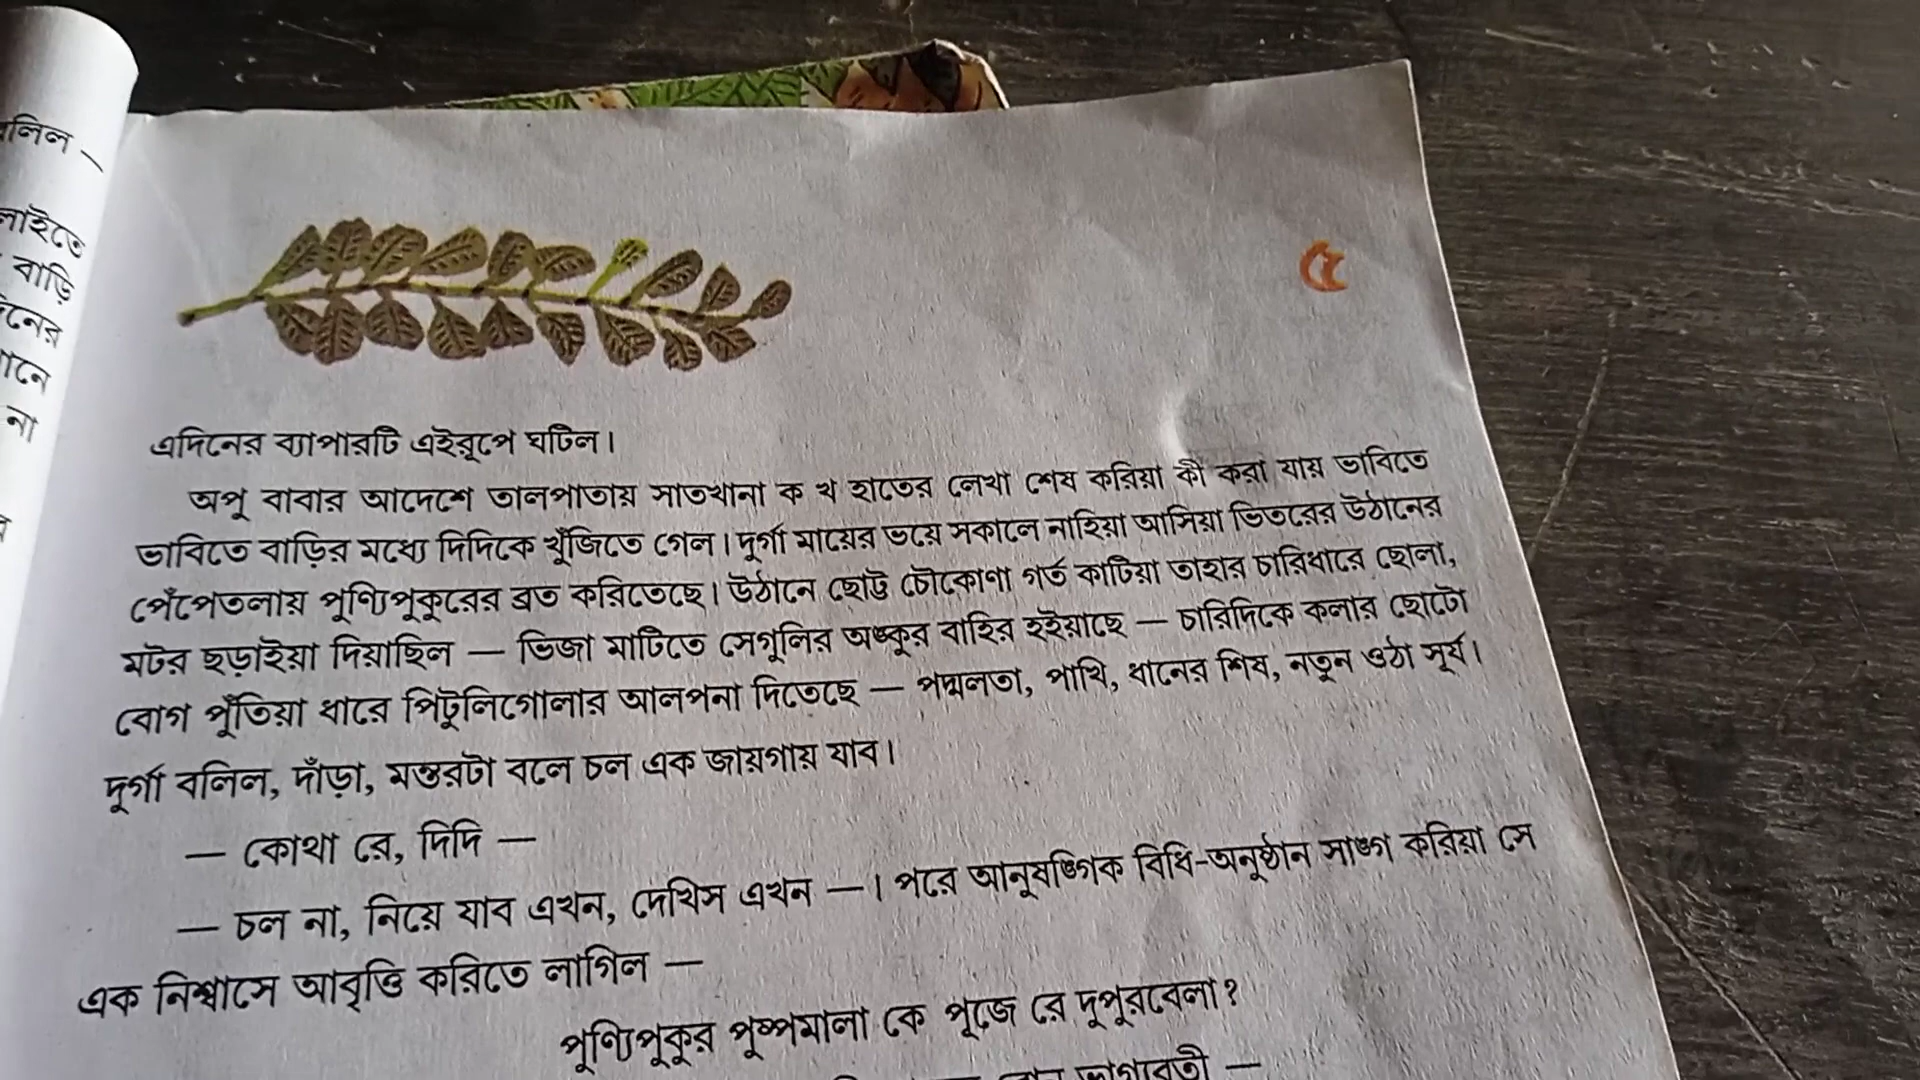 লিল —
লাইতে
বাড়ি
নের
ানে
না
৫
এদিনের ব্যাপারটি এইরূপে ঘটিল।
অপু বাবার আদেশে তালপাতায় সাতখানা ক খ হাতের লেখা শেষ করিয়া কী করা যায় ভাবিতে
ভাবিতে বাড়ির মধ্যে দিদিকে খুঁজিতে গেল। দুর্গা মায়ের ভয়ে সকালে নাহিয়া আসিয়া ভিতরের উঠানের
পেঁপেতলায় পুণ্যিপুকুরের ব্রত করিতেছে। উঠানে ছোট্ট চৌকোণা গর্ত কাটিয়া তাহার চারিধারে ছোলা,
মটর ছড়াইয়া দিয়াছিল — ভিজা মাটিতে সেগুলির অঙ্কুর বাহির হইয়াছে — চারিদিকে কলার ছোটো
বোগ পুঁতিয়া ধারে পিটুলিগোলার আলপনা দিতেছে — পদ্মলতা, পাখি, ধানের শিষ, নতুন ওঠা সূর্য।
দুর্গা বলিল, দাঁড়া, মন্তরটা বলে চল এক জায়গায় যাব।
— কোথা রে, দিদি —
— চল না, নিয়ে যাব এখন, দেখিস এখন —। পরে আনুষঙ্গিক বিধি-অনুষ্ঠান সাঙ্গ করিয়া সে
এক নিশ্বাসে আবৃত্তি করিতে লাগিল —
পুণ্যিপুকুর পুষ্পমালা কে পূজে রে দুপুরবেলা?
ভাগ্যবতী —